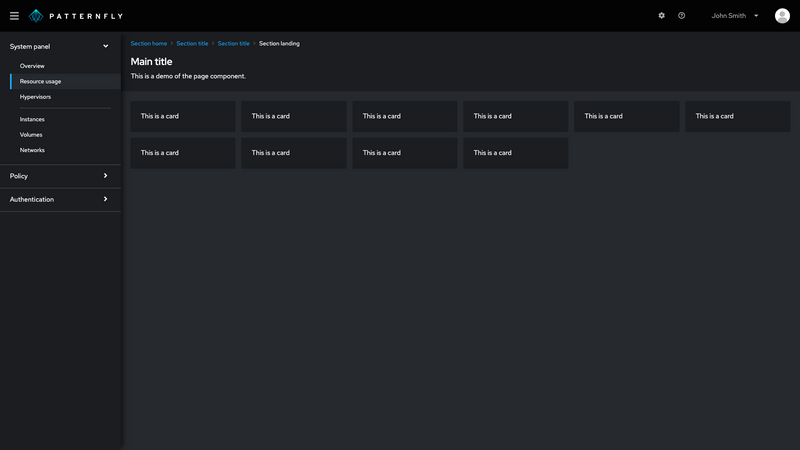 PATTERNFLY
John Smith
System panel
Overview
Resource usage
Hypervisors
Instances
Volumes
Networks
Policy
Authentication
Section home > Section title > Section title > Section landing
Main title
This is a demo of the page component.
This is a card This is a card This is a card This is a card This is a card This is a card
This is a card This is a card This is a card This is a card